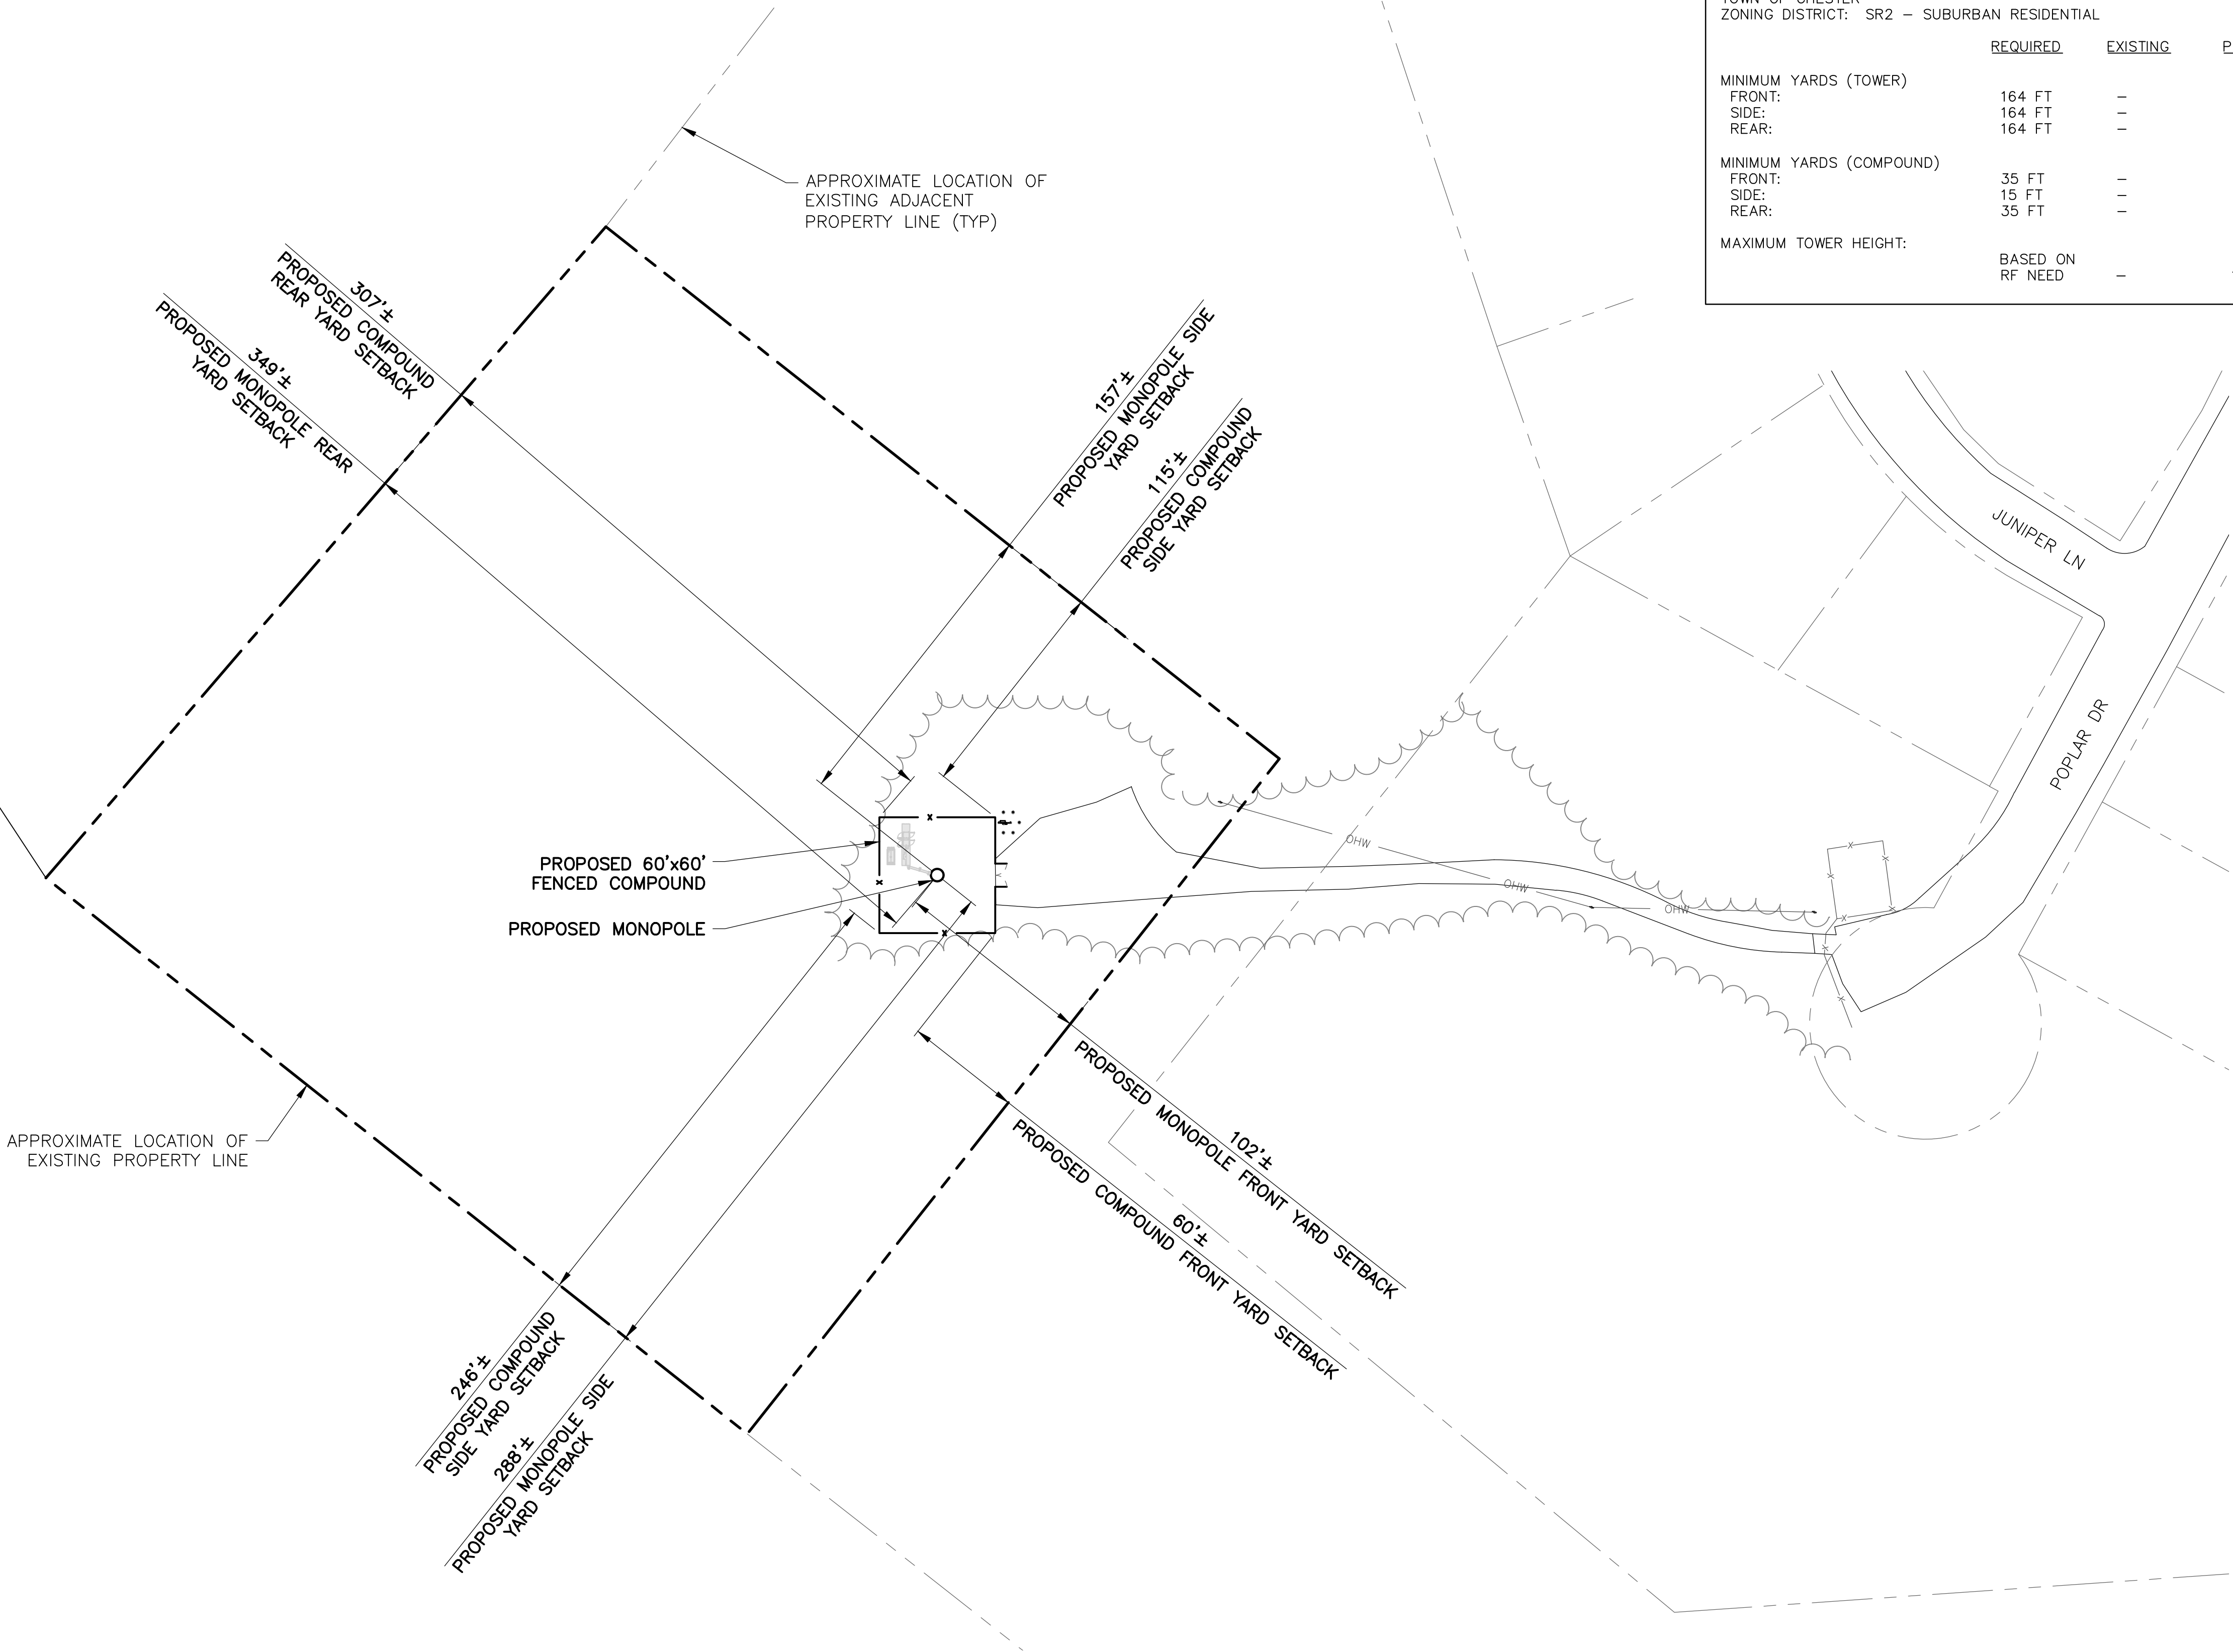 ZONING DISTRICT: SR2 – SUBURBAN RESIDENTIAL
REQUIRED EXISTING
MINIMUM YARDS (TOWER)
FRONT: 164 FT –
SIDE: 164 FT –
REAR: 164 FT –
MINIMUM YARDS (COMPOUND)
FRONT: 35 FT –
SIDE: 15 FT –
REAR: 35 FT –
MAXIMUM TOWER HEIGHT:
BASED ON
RF NEED –
APPROXIMATE LOCATION OF
EXISTING ADJACENT
PROPERTY LINE (TYP)
307'±
PROPOSED COMPOUND
REAR YARD SETBACK
349'±
PROPOSED MONOPOLE REAR
YARD SETBACK
157'±
PROPOSED MONOPOLE SIDE
YARD SETBACK
115'±
PROPOSED COMPOUND
SIDE YARD SETBACK
JUNIPER LN
POPLAR DR
PROPOSED 60'x60'
FENCED COMPOUND
PROPOSED MONOPOLE
OHW
OHW
OHW
X
X
X
X
X
X
X
X
X
X
APPROXIMATE LOCATION OF
EXISTING PROPERTY LINE
102'±
PROPOSED MONOPOLE FRONT YARD SETBACK
60'±
PROPOSED COMPOUND FRONT YARD SETBACK
246'±
PROPOSED COMPOUND
SIDE YARD SETBACK
288'±
PROPOSED MONOPOLE SIDE
YARD SETBACK